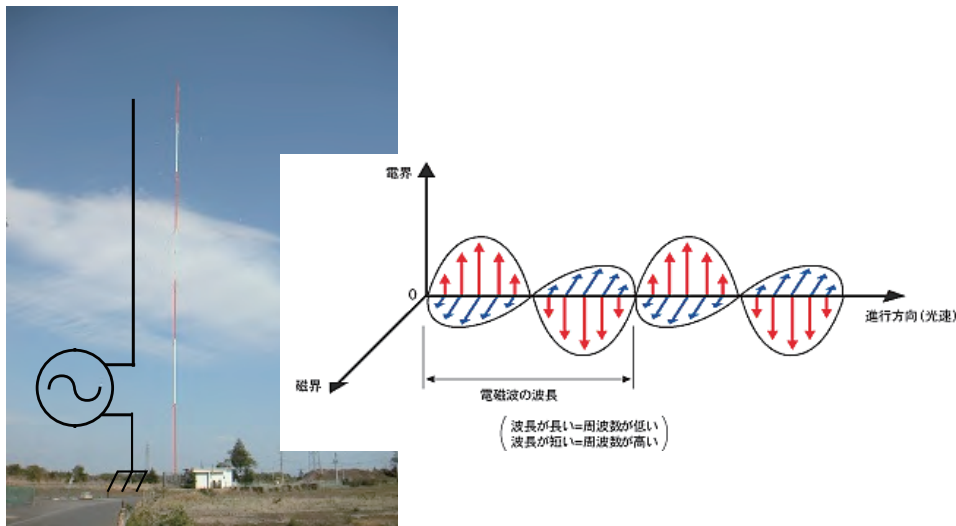 電界
0
進行方向(光速)
磁界
電磁波の波長
波長が長い=周波数が低い
波長が短い=周波数が高い